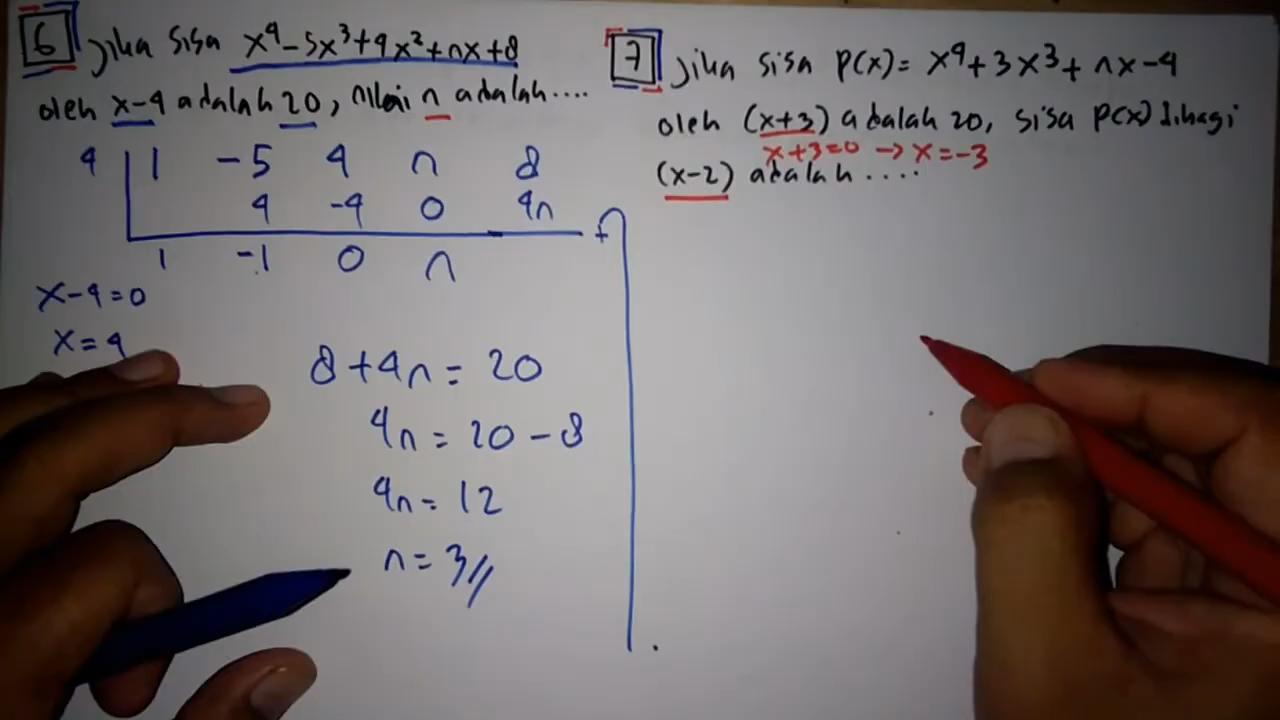 6 Jika sisa x⁴-5x³+4x²+nx+8
oleh x-4 adalah 20, nilai n adalah....
4 1 -5 4 n 8
4 -4 0 4n
+
1 -1 0 n
x-4=0
x=4
8+4n=20
4n=20-8
4n=12
n=3//
7 Jika sisa p(x)= x⁴+3x³+nx-4
oleh (x+3) adalah 20, sisa p(x) dibagi
x+3=0 → x=-3
(x-2) adalah ....